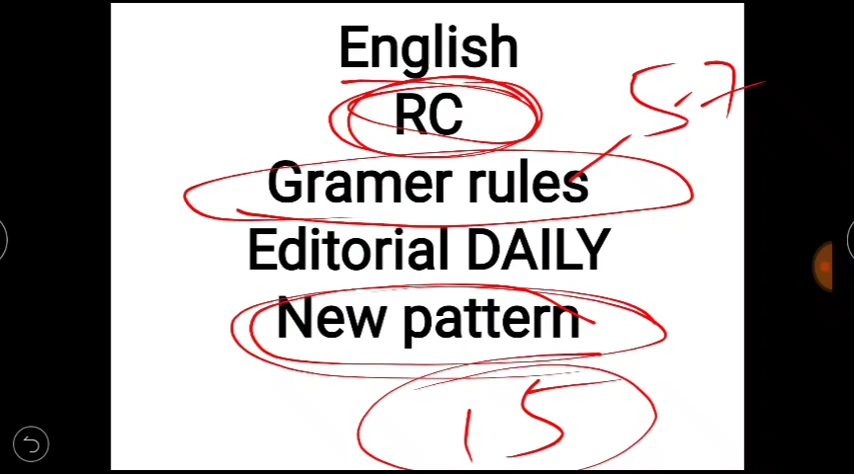 English
RC
5-7
Gramer rules
Editorial DAILY
New pattern
15